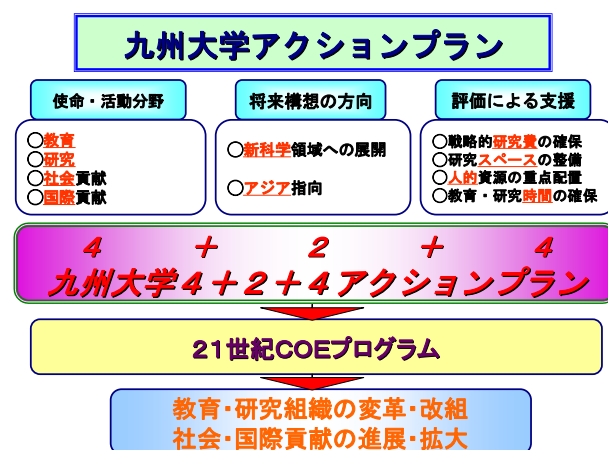 九州大学アクションプラン
使命・活動分野
○教育
○研究
○社会貢献
○国際貢献
将来構想の方向
○新科学領域への展開
○アジア指向
評価による支援
○戦略的研究費の確保
○研究スペースの整備
○人的資源の重点配置
○教育・研究時間の確保
4 + 2 + 4
九州大学4+2+4アクションプラン
21世紀COEプログラム
教育・研究組織の変革・改組
社会・国際貢献の進展・拡大